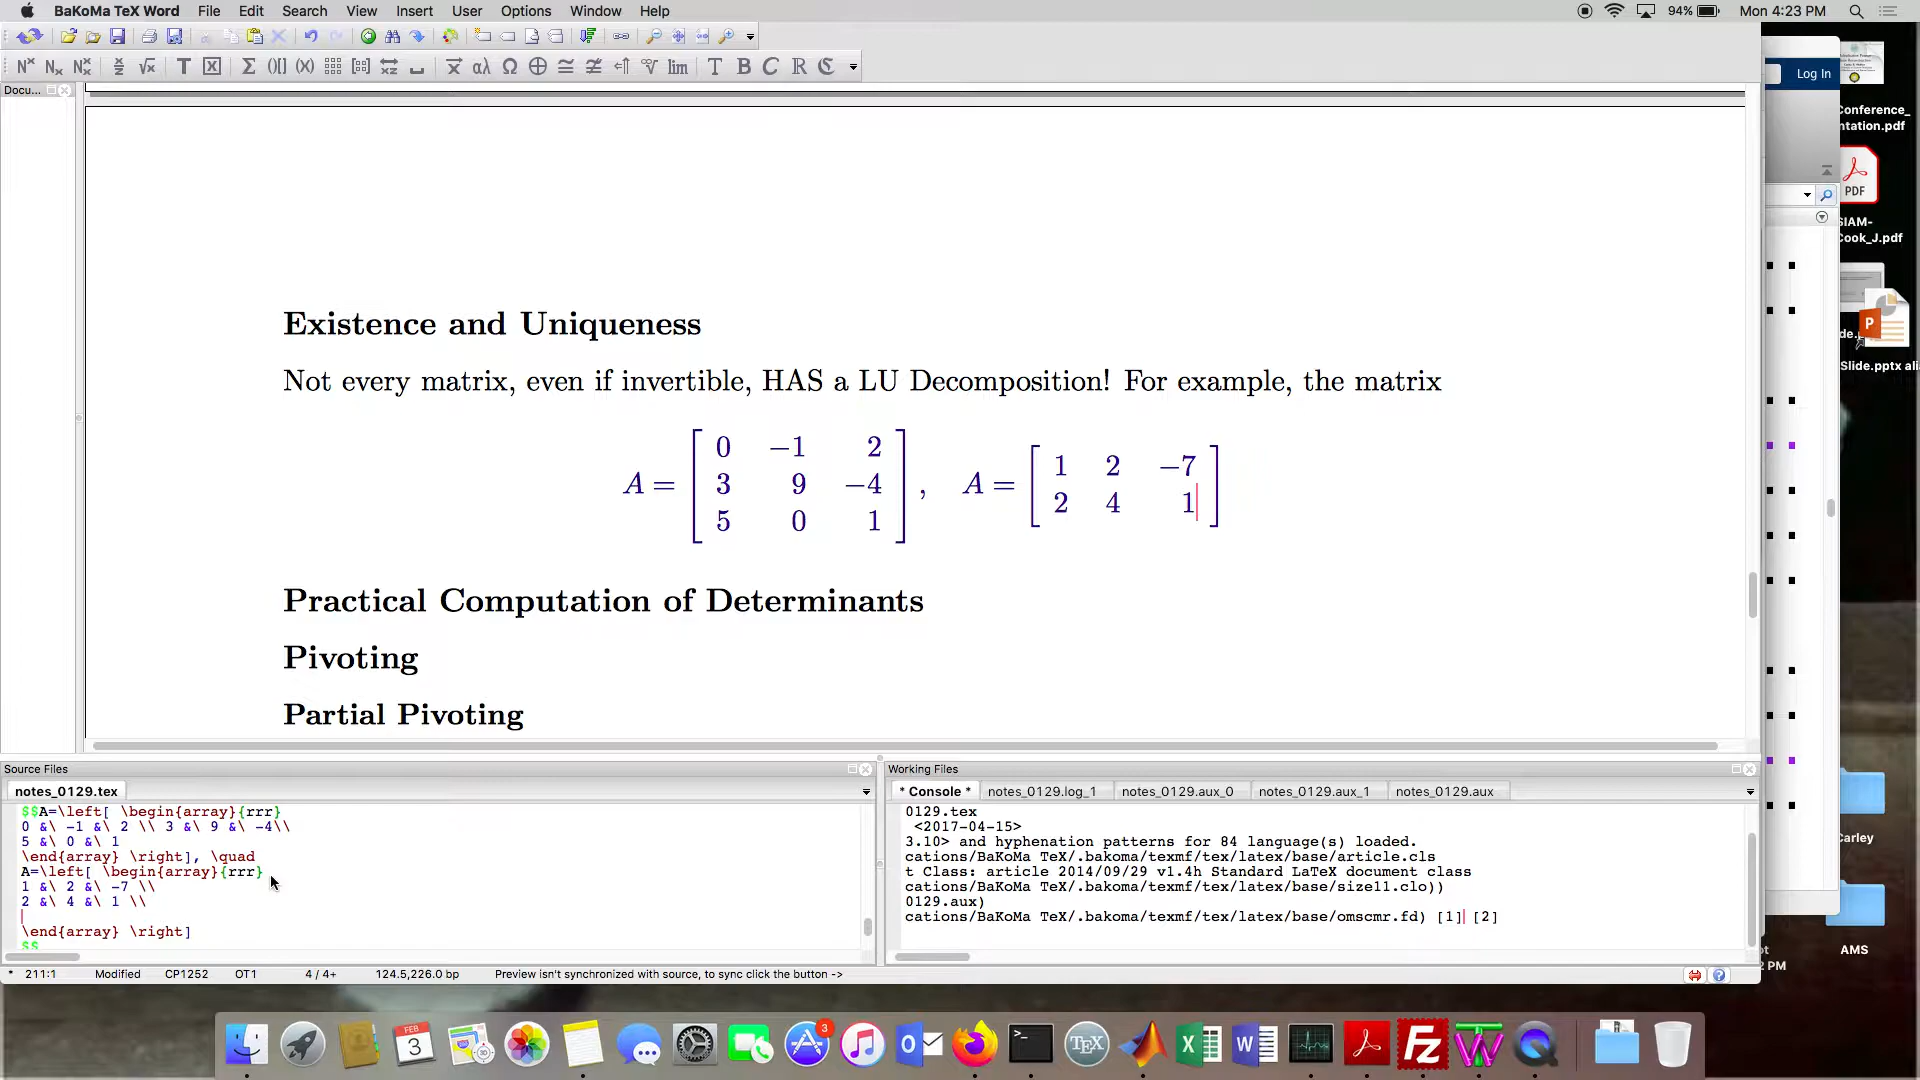 BaKoMa TeX Word File Edit Search View Insert User Options Window Help 94% Mon 4:23 PM
Docu...
Log In
Conference_
ntation.pdf
PDF
SIAM-
Cook_J.pdf
Slide.pptx ali
Existence and Uniqueness
Not every matrix, even if invertible, HAS a LU Decomposition! For example, the matrix
A = [ 0 −1 2
3 9 −4
5 0 1 ] , A = [ 1 2 −7
2 4 1 ]
Practical Computation of Determinants
Pivoting
Partial Pivoting
Source Files
notes_0129.tex
$$A=\left[ \begin{array}{rrr}
0 &\ -1 &\ 2 \\ 3 &\ 9 &\ -4\\
5 &\ 0 &\ 1
\end{array} \right], \quad
A=\left[ \begin{array}{rrr}
1 &\ 2 &\ -7 \\
2 &\ 4 &\ 1 \\
\end{array} \right]
$$
Working Files
* Console notes_0129.log_1 notes_0129.aux_0 notes_0129.aux_1 notes_0129.aux
0129.tex
<2017-04-15>
3.10> and hyphenation patterns for 84 language(s) loaded.
cations/BaKoMa TeX/.bakoma/texmf/tex/latex/base/article.cls
t Class: article 2014/09/29 v1.4h Standard LaTeX document class
cations/BaKoMa TeX/.bakoma/texmf/tex/latex/base/size11.clo))
0129.aux)
cations/BaKoMa TeX/.bakoma/texmf/tex/latex/base/omscmr.fd) [1] [2]
* 211:1 Modified CP1252 OT1 4 / 4+ 124.5,226.0 bp Preview isn't synchronized with source, to sync click the button ->
Carley
AMS
2 PM
FEB
3
3